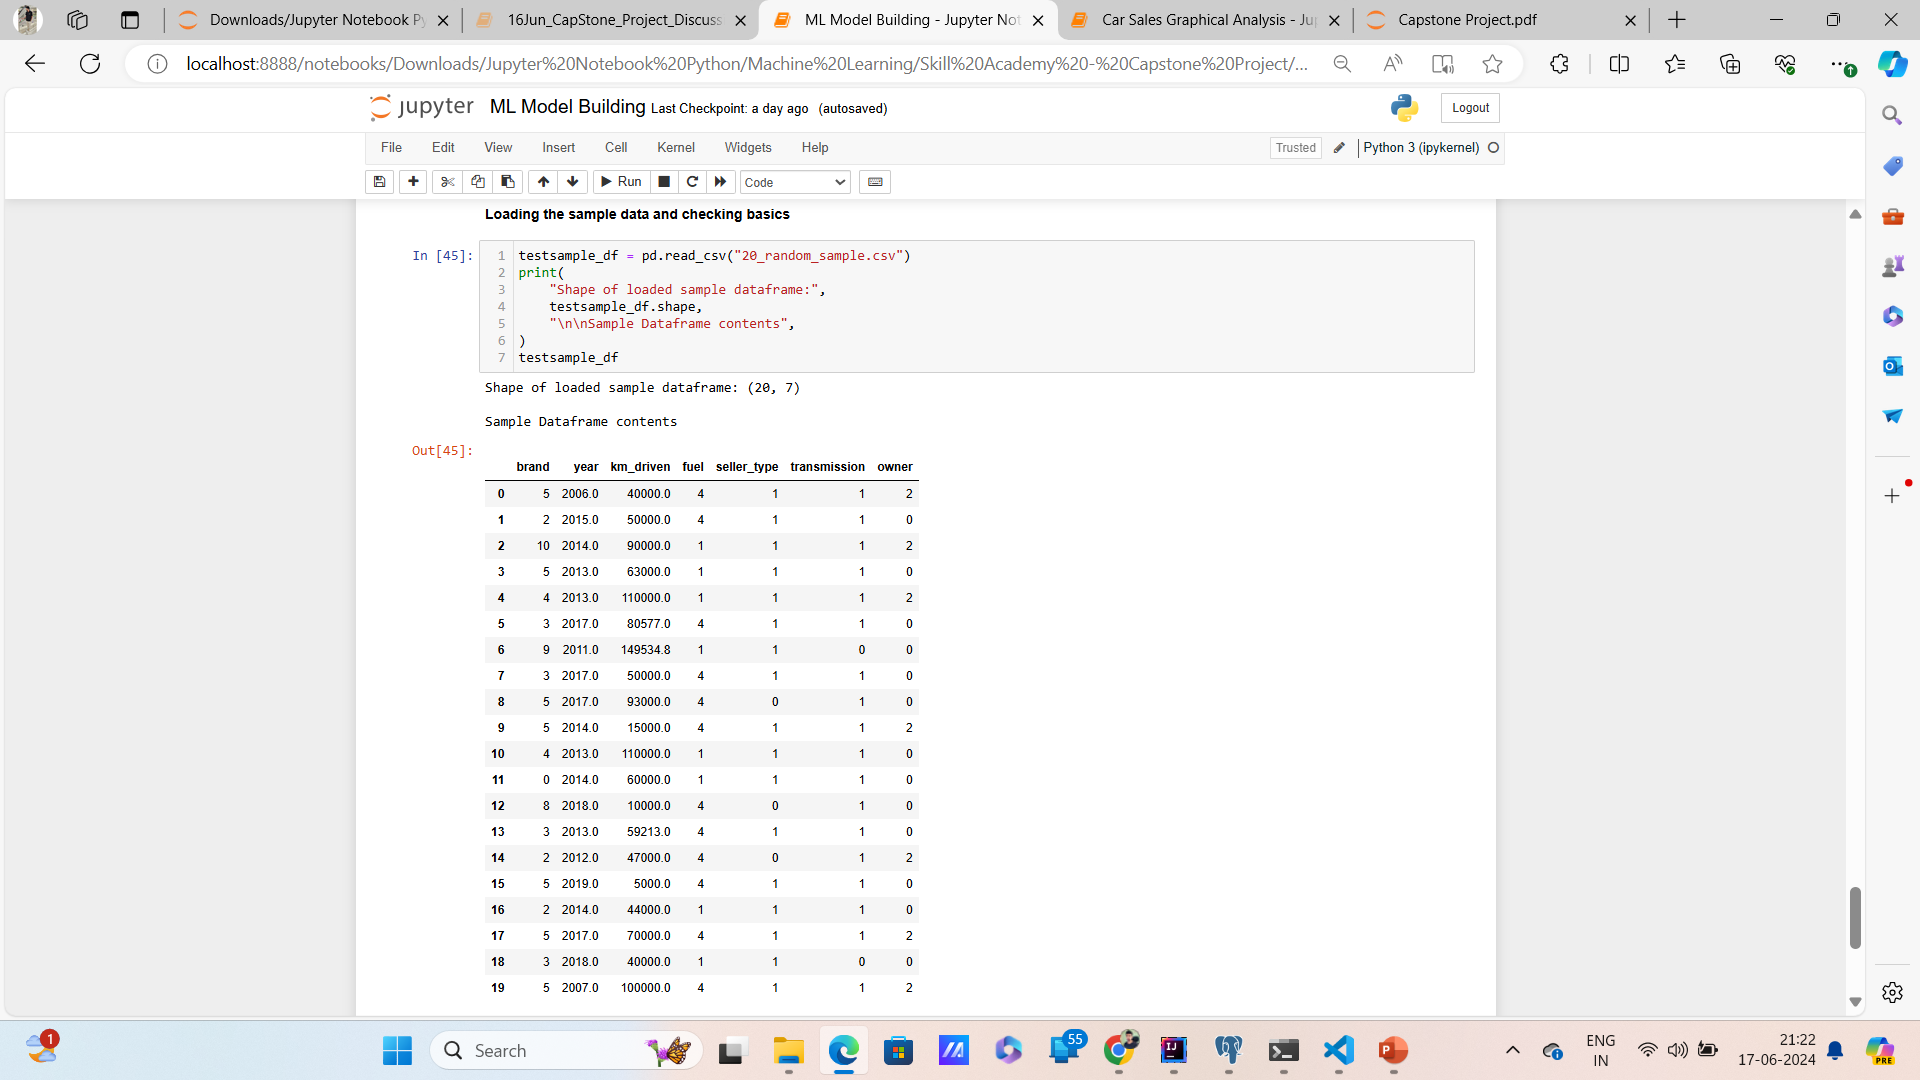 Downloads/Jupyter Notebook Py
16Jun_CapStone_Project_Discuss
ML Model Building - Jupyter Not
Car Sales Graphical Analysis - Ju
Capstone Project.pdf
localhost:8888/notebooks/Downloads/Jupyter%20Notebook%20Python/Machine%20Learning/Skill%20Academy%20-%20Capstone%20Project/...
jupyter ML Model Building Last Checkpoint: a day ago (autosaved)
Logout
File Edit View Insert Cell Kernel Widgets Help
Trusted Python 3 (ipykernel)
Run Code
Loading the sample data and checking basics
In [45]:
1 testsample_df = pd.read_csv("20_random_sample.csv")
2 print(
3 "Shape of loaded sample dataframe:",
4 testsample_df.shape,
5 "\n\nSample Dataframe contents",
6 )
7 testsample_df
Shape of loaded sample dataframe: (20, 7)
Sample Dataframe contents
Out[45]:
brand year km_driven fuel seller_type transmission owner
0 5 2006.0 40000.0 4 1 1 2
1 2 2015.0 50000.0 4 1 1 0
2 10 2014.0 90000.0 1 1 1 2
3 5 2013.0 63000.0 1 1 1 0
4 4 2013.0 110000.0 1 1 1 2
5 3 2017.0 80577.0 4 1 1 0
6 9 2011.0 149534.8 1 1 0 0
7 3 2017.0 50000.0 4 1 1 0
8 5 2017.0 93000.0 4 0 1 0
9 5 2014.0 15000.0 4 1 1 2
10 4 2013.0 110000.0 1 1 1 0
11 0 2014.0 60000.0 1 1 1 0
12 8 2018.0 10000.0 4 0 1 0
13 3 2013.0 59213.0 4 1 1 0
14 2 2012.0 47000.0 4 0 1 2
15 5 2019.0 5000.0 4 1 1 0
16 2 2014.0 44000.0 1 1 1 0
17 5 2017.0 70000.0 4 1 1 2
18 3 2018.0 40000.0 1 1 0 0
19 5 2007.0 100000.0 4 1 1 2
1
Search
55
IJ
P
ENG
IN
21:22
17-06-2024
PRE